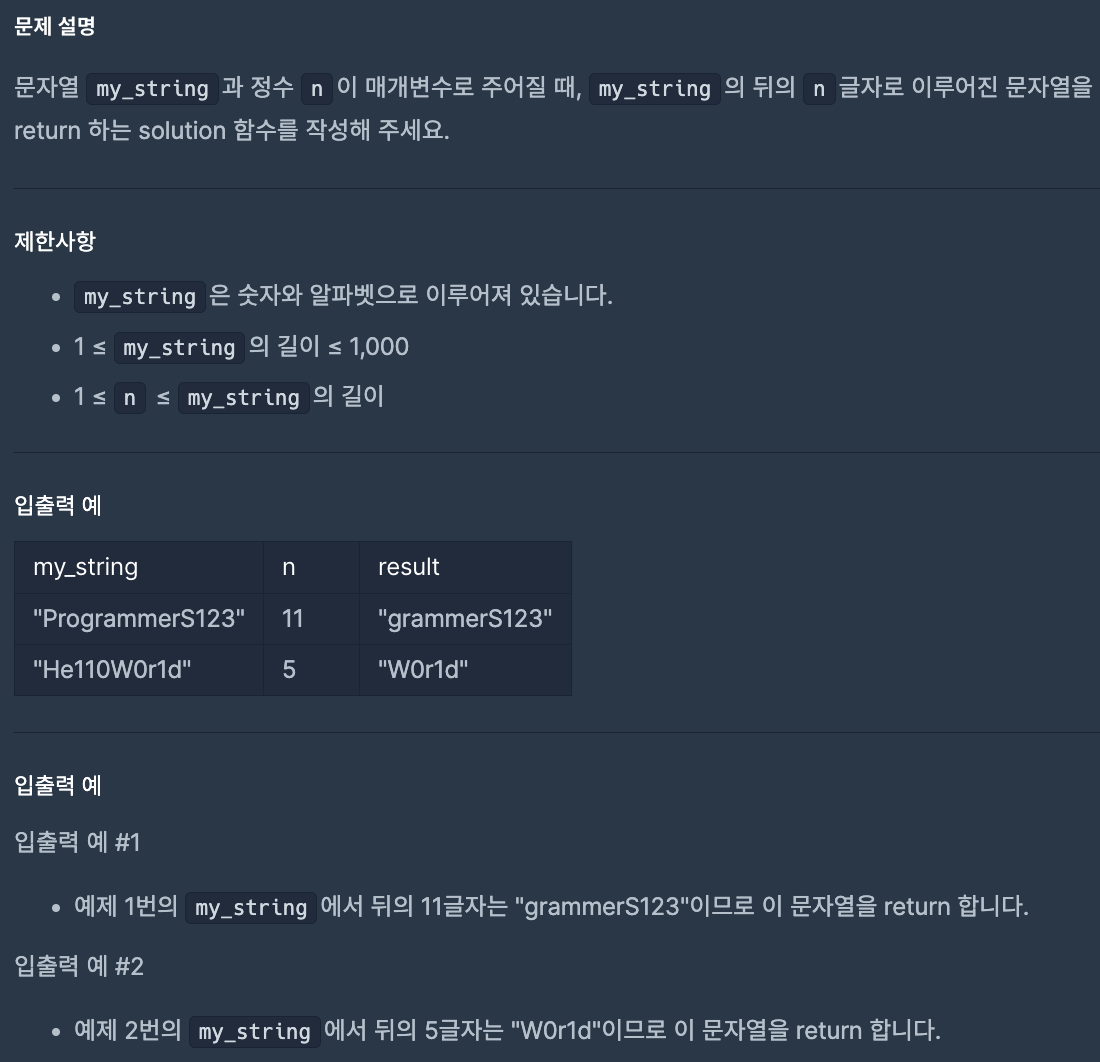 문제 설명
문자열 my_string과 정수 n이 매개변수로 주어질 때, my_string의 뒤의 n글자로 이루어진 문자열을
return 하는 solution 함수를 작성해 주세요.
제한사항
• my_string은 숫자와 알파벳으로 이루어져 있습니다.
• 1 ≤ my_string의 길이 ≤ 1,000
• 1 ≤ n ≤ my_string의 길이
입출력 예
my_string n result
"ProgrammerS123" 11 "grammerS123"
"He110W0r1d" 5 "W0r1d"
입출력 예
입출력 예 #1
• 예제 1번의 my_string에서 뒤의 11글자는 "grammerS123"이므로 이 문자열을 return 합니다.
입출력 예 #2
• 예제 2번의 my_string에서 뒤의 5글자는 "W0r1d"이므로 이 문자열을 return 합니다.